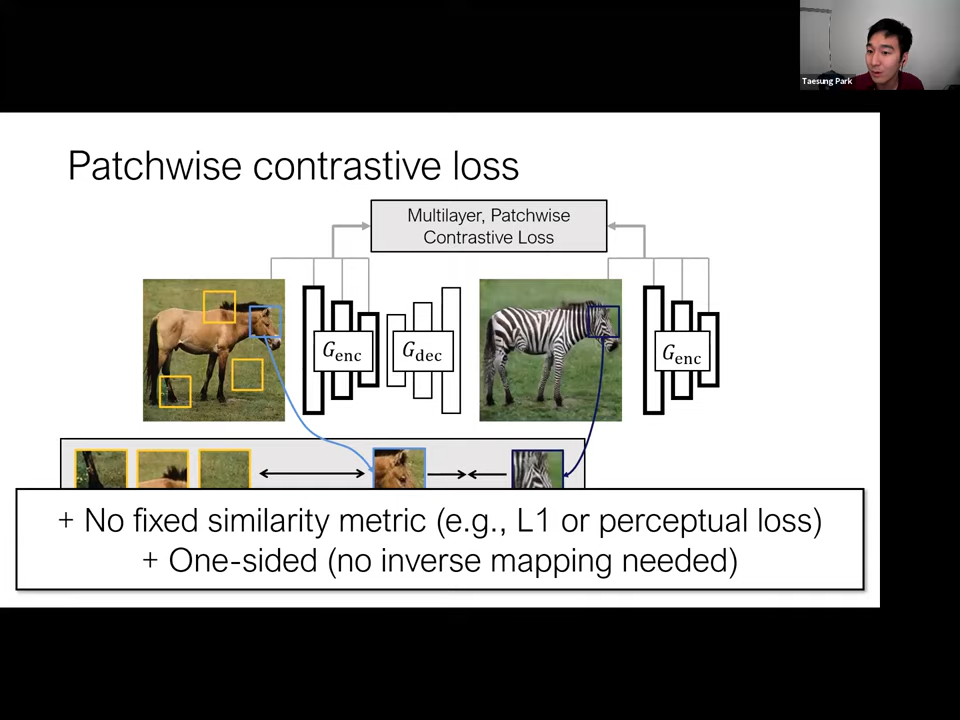 Taesung Park
Patchwise contrastive loss
Multilayer, Patchwise
Contrastive Loss
Genc
Gdec
Genc
+ No fixed similarity metric (e.g., L1 or perceptual loss)
+ One-sided (no inverse mapping needed)